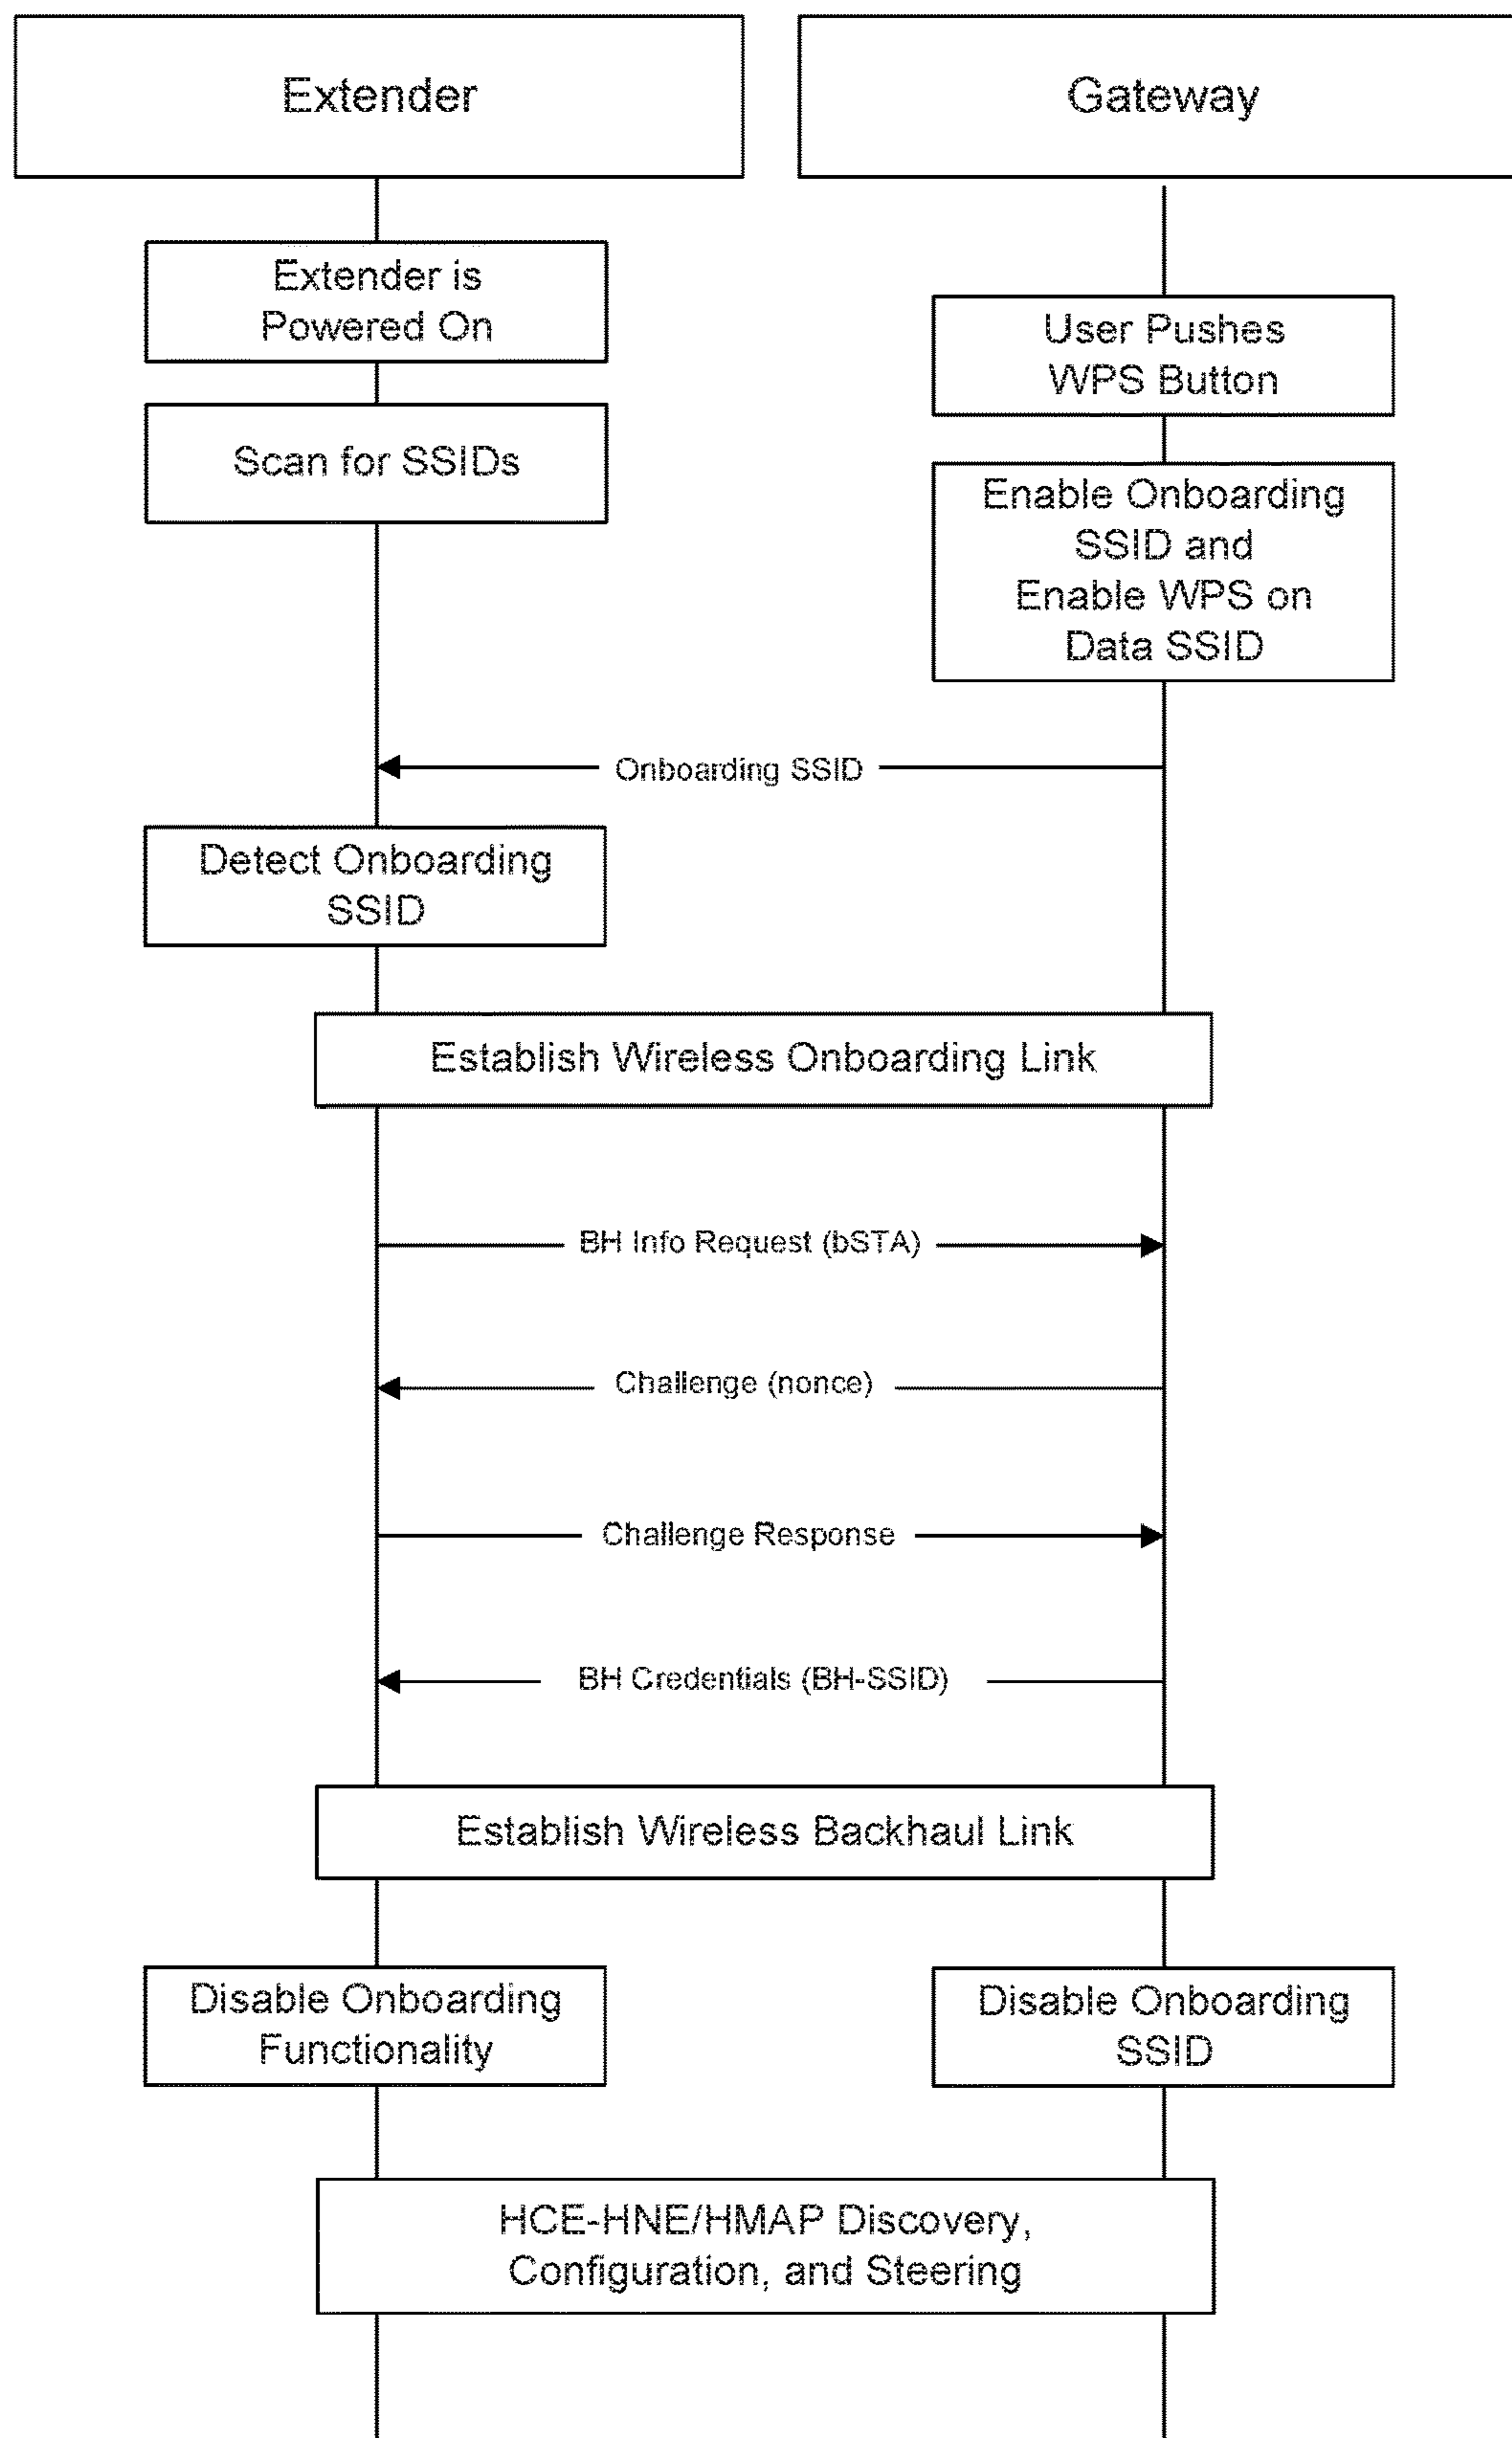 Extender
Gateway
Extender is
Powered On
User Pushes
WPS Button
Scan for SSIDs
Enable Onboarding
SSID and
Enable WPS on
Data SSID
Onboarding SSID
Detect Onboarding
SSID
Establish Wireless Onboarding Link
BH Info Request (bSTA)
Challenge (nonce)
Challenge Response
BH Credentials (BH-SSID)
Establish Wireless Backhaul Link
Disable Onboarding
Functionality
Disable Onboarding
SSID
HCE-HNE/HMAP Discovery,
Configuration, and Steering